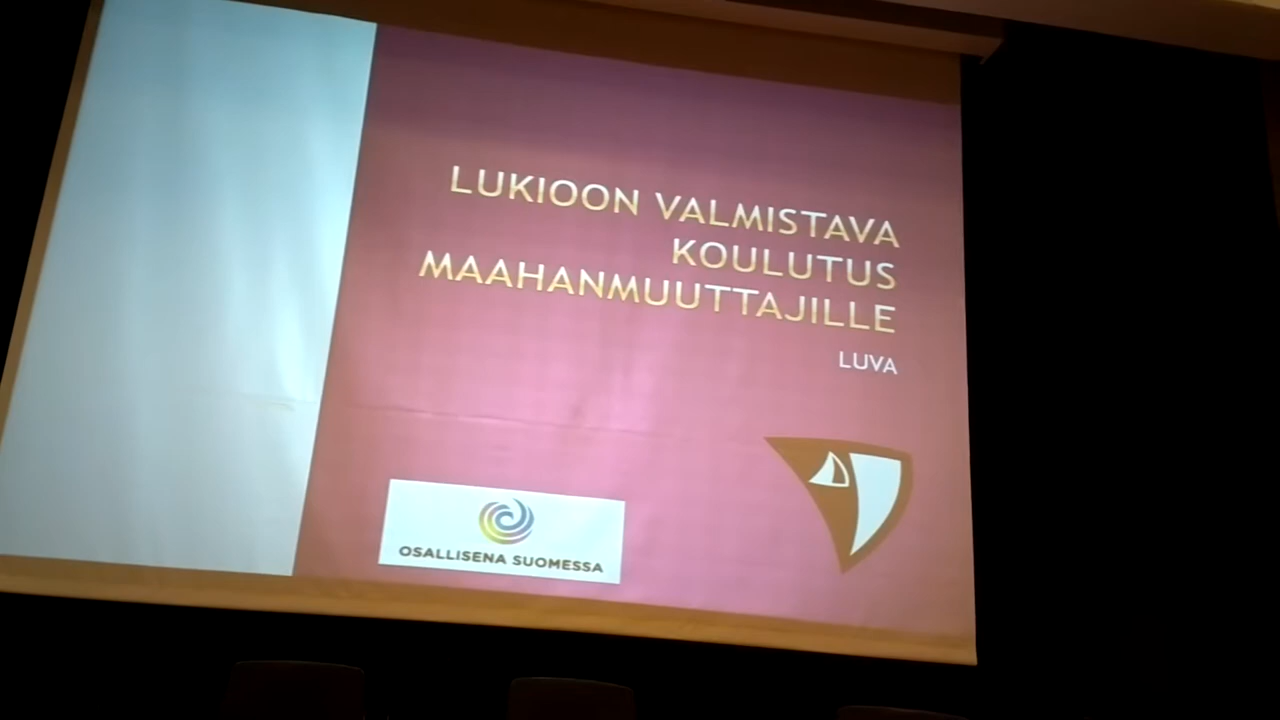 LUKIOON VALMISTAVA
KOULUTUS
MAAHANMUUTTAJILLE
LUVA
OSALLISENA SUOMESSA